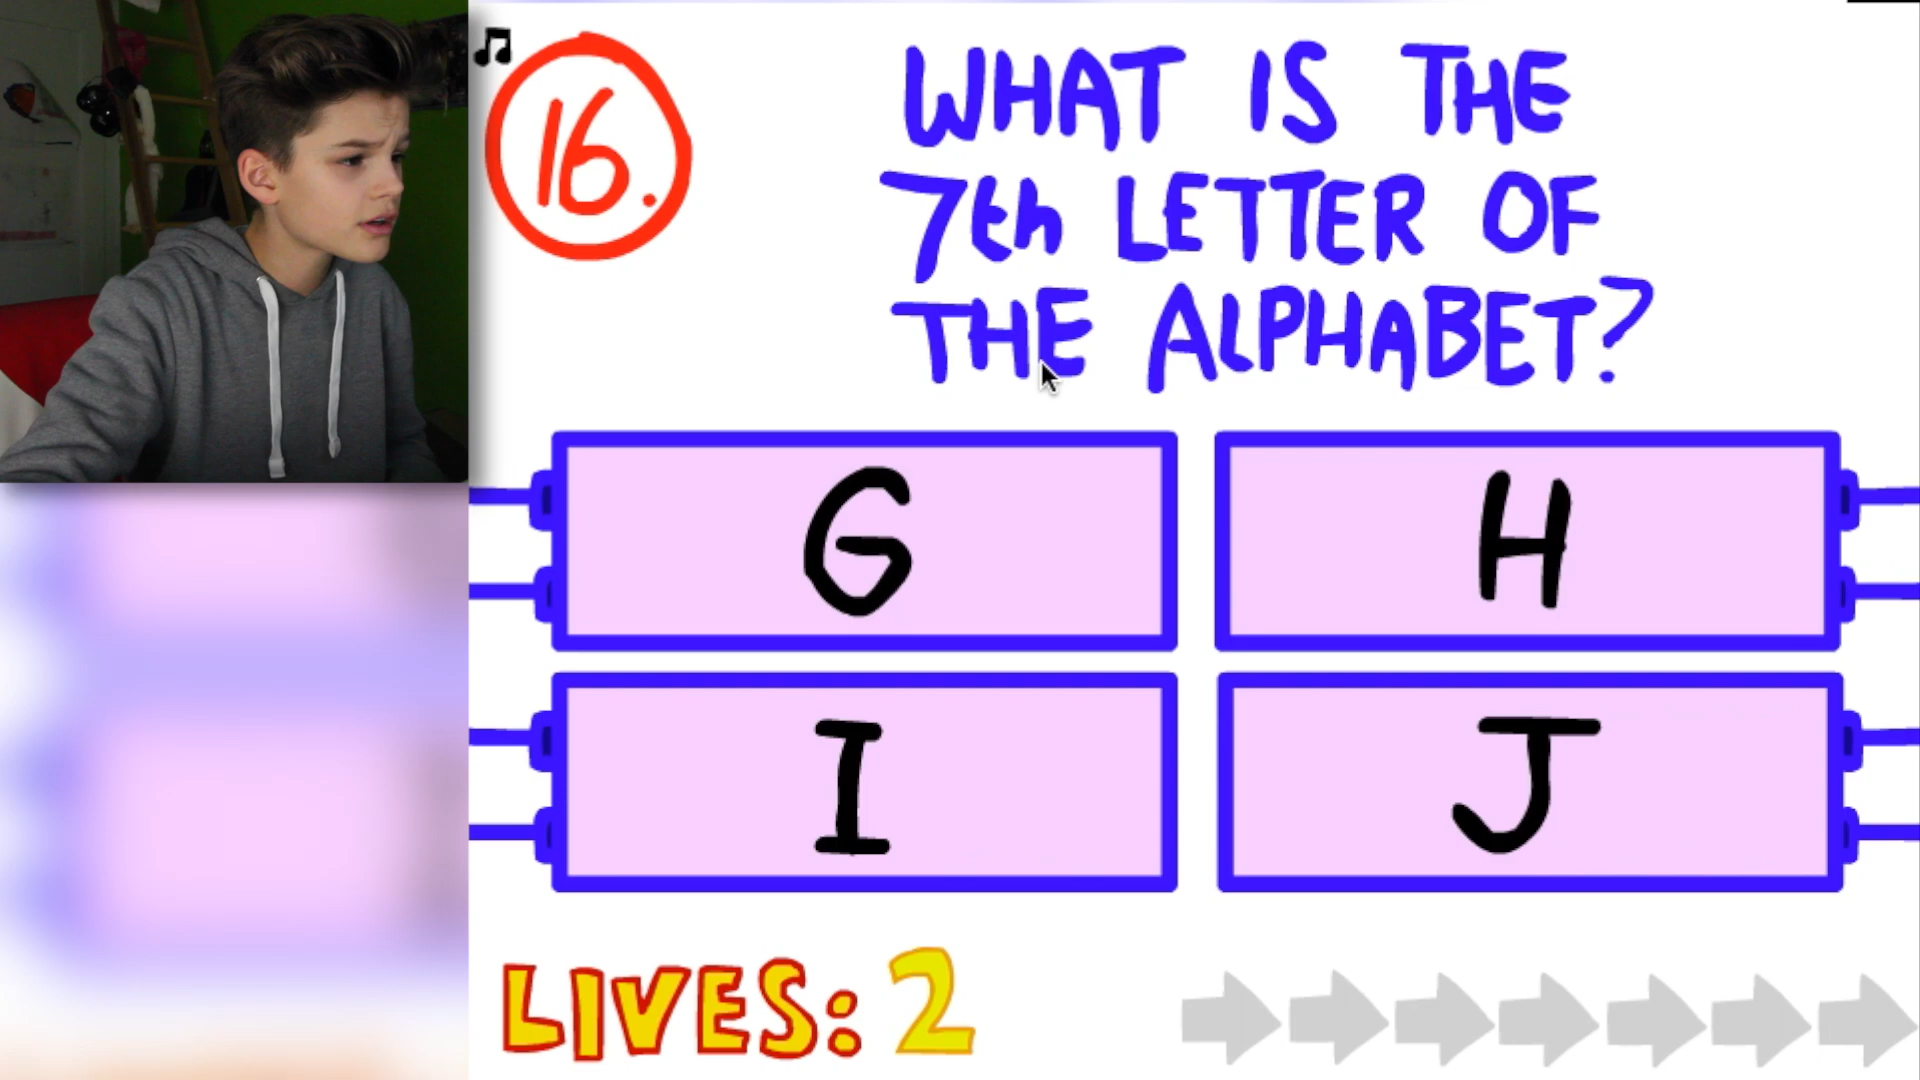 16.
WHAT IS THE
7th LETTER OF
THE ALPHABET?
G
H
I
J
LIVES: 2